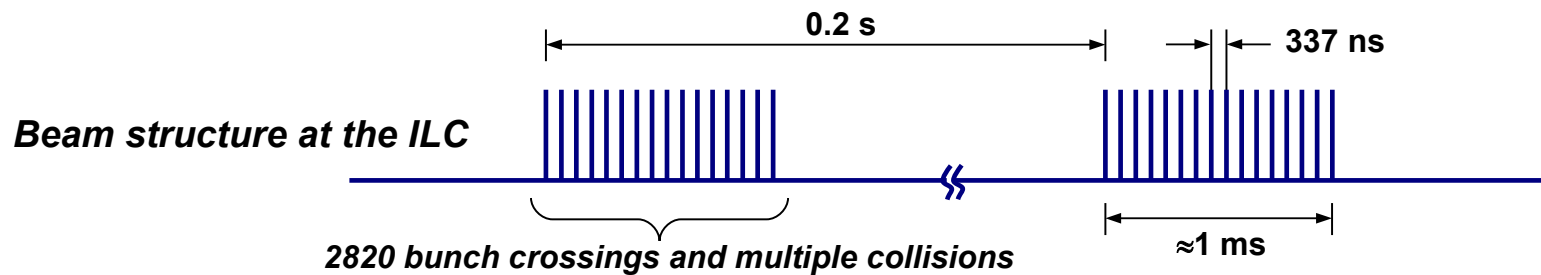 0.2 s
337 ns
Beam structure at the ILC
2820 bunch crossings and multiple collisions
≈1 ms